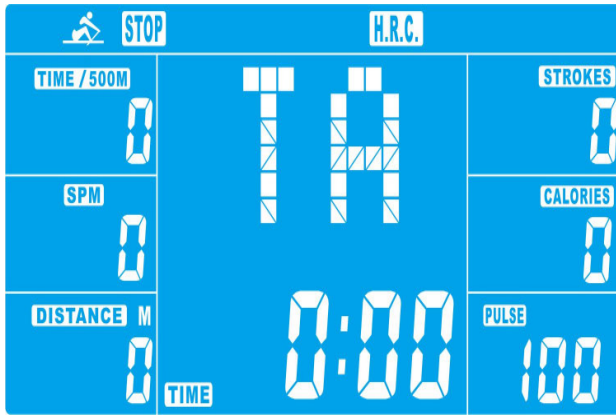 STOP H.R.C.
TIME / 500M
0
SPM
0
DISTANCE M
0
TA
TIME 0:00
STROKES
0
CALORIES
0
PULSE
100